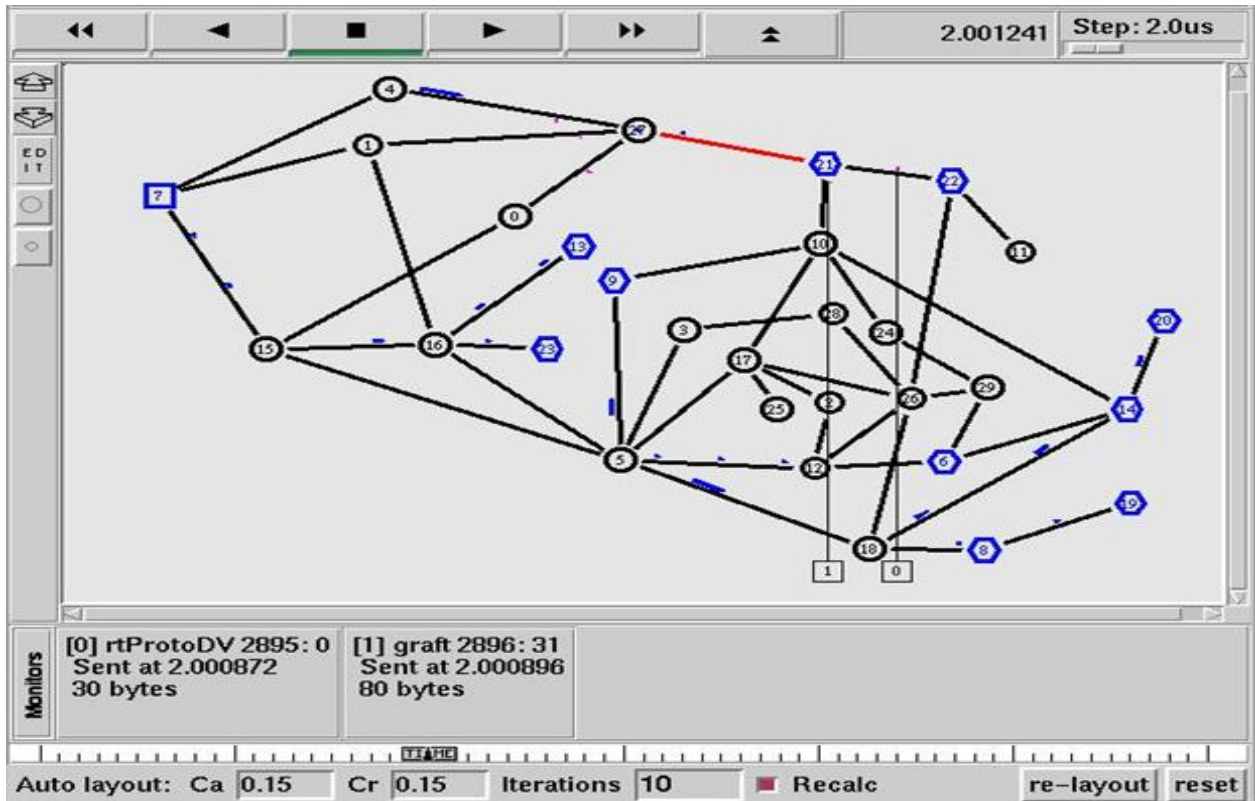 2.001241
Step: 2.0us
ED
IT
4
27
1
21
22
7
0
13
10
11
9
28
20
3
24
15
16
23
17
29
26
25
2
14
5
12
6
19
18
8
1
0
Monitors
[0] rtProtoDV 2895: 0
Sent at 2.000872
30 bytes
[1] graft 2896: 31
Sent at 2.000896
80 bytes
TIME
Auto layout: Ca 0.15 Cr 0.15 Iterations 10 Recalc re-layout reset